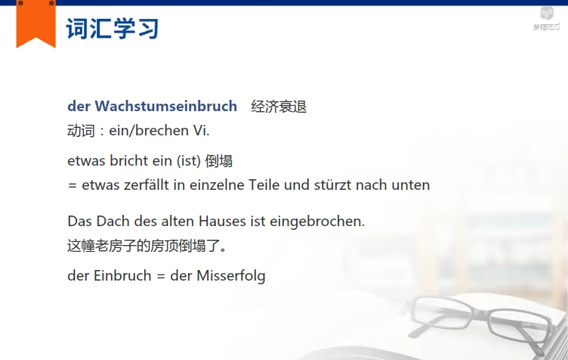 词汇学习
der Wachstumseinbruch 经济衰退
动词：ein/brechen Vi.
etwas bricht ein (ist) 倒塌
= etwas zerfällt in einzelne Teile und stürzt nach unten
Das Dach des alten Hauses ist eingebrochen.
这幢老房子的房顶倒塌了。
der Einbruch = der Misserfolg